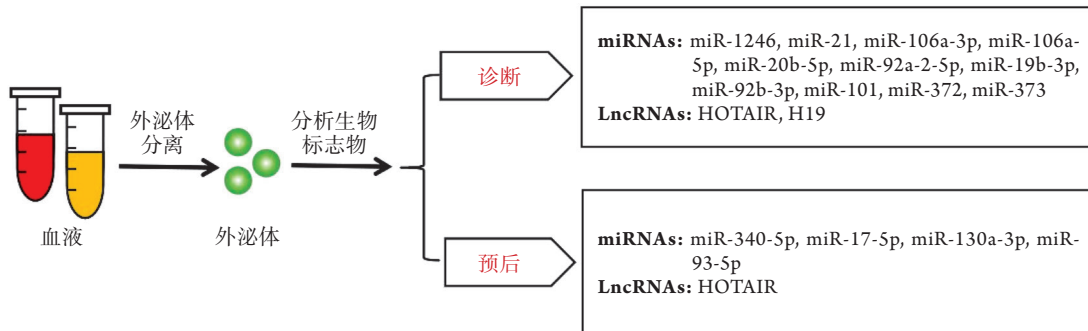 外泌体
分离
分析生物
标志物
血液
外泌体
诊断
miRNAs: miR-1246, miR-21, miR-106a-3p, miR-106a-
5p, miR-20b-5p, miR-92a-2-5p, miR-19b-3p,
miR-92b-3p, miR-101, miR-372, miR-373
LncRNAs: HOTAIR, H19
预后
miRNAs: miR-340-5p, miR-17-5p, miR-130a-3p, miR-
93-5p
LncRNAs: HOTAIR